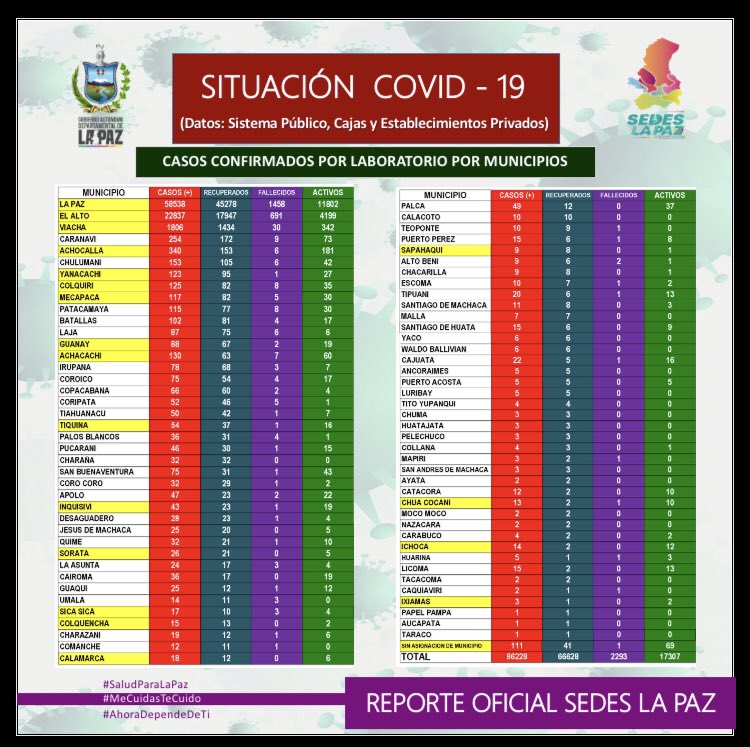 GOBIERNO AUTÓNOMO
DEPARTAMENTAL DE
LA PAZ
SITUACIÓN COVID - 19
(Datos: Sistema Público, Cajas y Establecimientos Privados)
SEDES
LA PAZ
CASOS CONFIRMADOS POR LABORATORIO POR MUNICIPIOS
MUNICIPIO CASOS (+) RECUPERADOS FALLECIDOS ACTIVOS
LA PAZ 58538 45278 1458 11802
EL ALTO 22837 17947 691 4199
VIACHA 1806 1434 30 342
CARANAVI 254 172 9 73
ACHOCALLA 340 153 6 181
CHULUMANI 153 105 6 42
YANACACHI 123 95 1 27
COLQUIRI 125 82 8 35
MECAPACA 117 82 5 30
PATACAMAYA 115 77 8 30
BATALLAS 102 81 4 17
LAJA 87 75 6 6
GUANAY 88 67 2 19
ACHACACHI 130 63 7 60
IRUPANA 78 68 3 7
COROICO 75 54 4 17
COPACABANA 66 60 2 4
CORIPATA 52 46 5 1
TIAHUANACU 50 42 1 7
TIQUINA 54 37 1 16
PALOS BLANCOS 36 31 4 1
PUCARANI 46 30 1 15
CHARAÑA 32 32 0 0
SAN BUENAVENTURA 75 31 1 43
CORO CORO 32 29 1 2
APOLO 47 23 2 22
INQUISIVI 43 23 1 19
DESAGUADERO 28 23 1 4
JESUS DE MACHACA 25 20 0 5
QUIME 32 21 1 10
SORATA 26 21 0 5
LA ASUNTA 24 17 3 4
CAIROMA 36 17 0 19
GUAQUI 25 12 1 12
UMALA 14 11 3 0
SICA SICA 17 10 3 4
COLQUENCHA 15 13 0 2
CHARAZANI 19 12 1 6
COMANCHE 12 11 1 0
CALAMARCA 18 12 0 6
MUNICIPIO CASOS (+) RECUPERADOS FALLECIDOS ACTIVOS
PALCA 49 12 0 37
CALACOTO 10 10 0 0
TEOPONTE 10 9 1 0
PUERTO PEREZ 15 6 1 8
SAPAHAQUI 9 8 0 1
ALTO BENI 9 6 2 1
CHACARILLA 9 8 0 1
ESCOMA 10 7 1 2
TIPUANI 20 6 1 13
SANTIAGO DE MACHACA 11 8 0 3
MALLA 7 7 0 0
SANTIAGO DE HUATA 15 6 0 9
YACO 6 6 0 0
WALDO BALLIVIAN 6 6 0 0
CAJUATA 22 5 1 16
ANCORAIMES 5 5 0 0
PUERTO ACOSTA 5 5 0 5
LURIBAY 5 5 0 0
TITO YUPANQUI 4 4 0 0
CHUMA 3 3 0 0
HUATAJATA 3 3 0 0
PELECHUCO 3 3 0 0
COLLANA 4 3 0 1
MAPIRI 3 2 1 0
SAN ANDRES DE MACHACA 3 3 0 0
AYATA 2 2 0 0
CATACORA 12 2 0 10
CHUA COCANI 13 2 1 10
MOCO MOCO 2 2 0 0
NAZACARA 2 2 0 0
CARABUCO 4 2 0 2
ICHOCA 14 2 0 12
HUARINA 5 1 1 3
LICOMA 15 2 0 13
TACACOMA 2 2 0 0
CAQUIAVIRI 2 1 1 0
IXIAMAS 3 1 0 2
PAPEL PAMPA 1 1 0 0
AUCAPATA 1 1 0 0
TARACO 1 1 0 0
SIN ASIGNACION DE MUNICIPIO 111 41 1 69
TOTAL 86228 66628 2293 17307
#SaludParaLaPaz
#MeCuidasTeCuido
#AhoraDependeDeTi
REPORTE OFICIAL SEDES LA PAZ